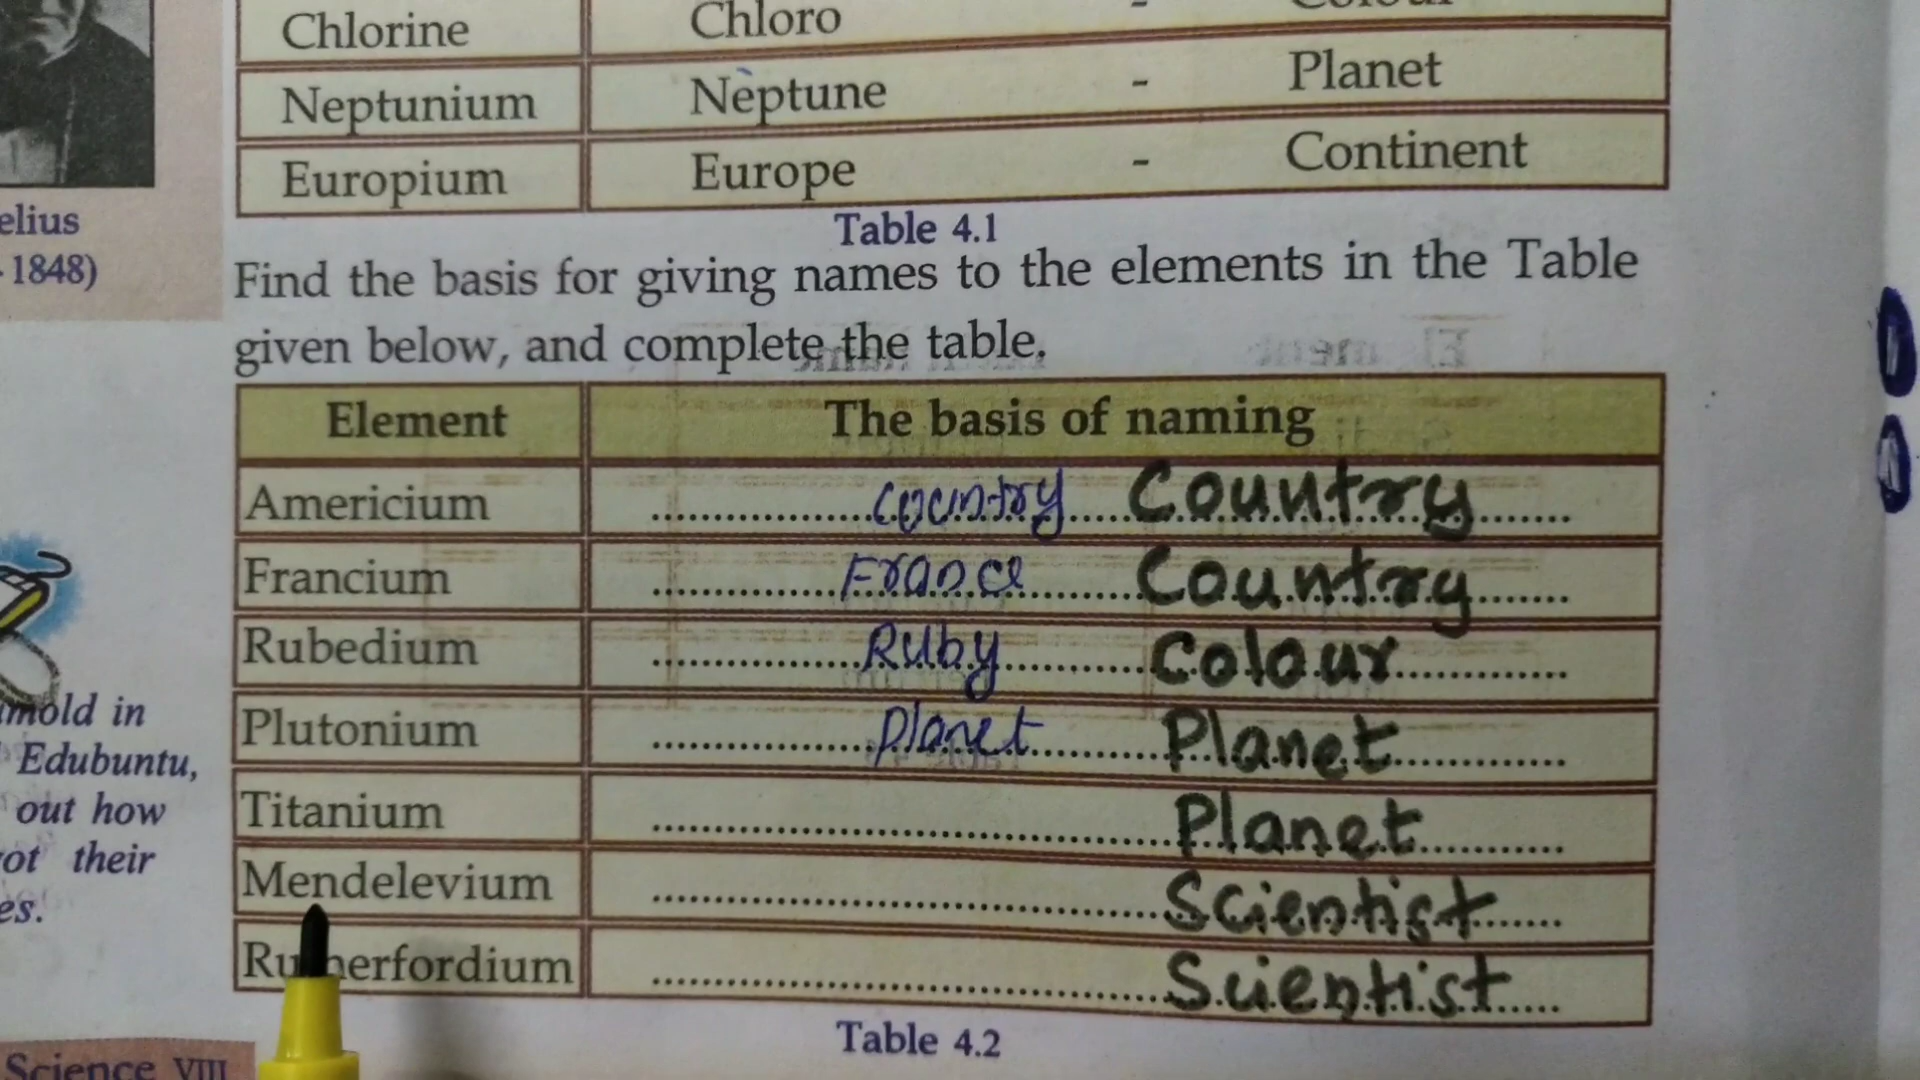 Chlorine Chloro - Colour
Neptunium Neptune - Planet
Europium Europe - Continent
Table 4.1
elius
- 1848)
Find the basis for giving names to the elements in the Table
given below, and complete the table.
Element The basis of naming
Americium country Country
Francium France Country
Rubedium Ruby Colour
Plutonium Planet Planet
Titanium Planet
Mendelevium Scientist
herfordium Scientist
Table 4.2
in
Edubuntu,
out how
their
es.
Science VIII